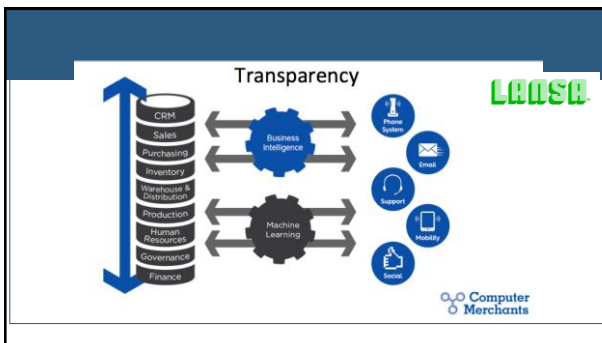 Transparency
LANSA
CRM
Sales
Purchasing
Inventory
Warehouse &
Distribution
Production
Human
Resources
Governance
Finance
Business
Intelligence
Machine
Learning
Phone
System
Email
Support
Mobility
Social
Computer
Merchants